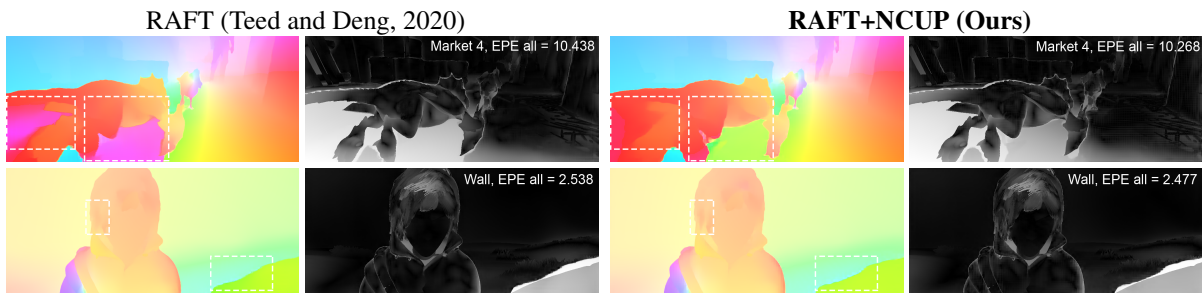 RAFT (Teed and Deng, 2020)
RAFT+NCUP (Ours)
Market 4, EPE all = 10.438
Market 4, EPE all = 10.268
Wall, EPE all = 2.538
Wall, EPE all = 2.477